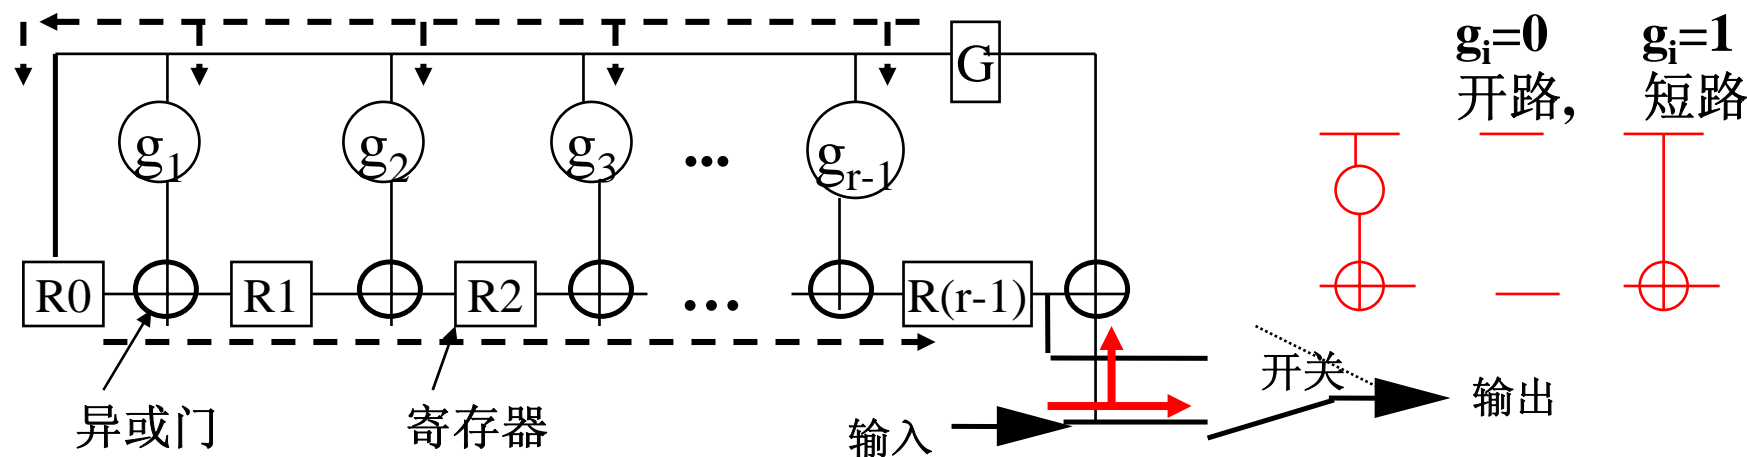 G
g1 g2 g3 ... gr-1
R0 R1 R2 ... R(r-1)
异或门 寄存器 输入 开关 输出
gi=0 gi=1
开路, 短路